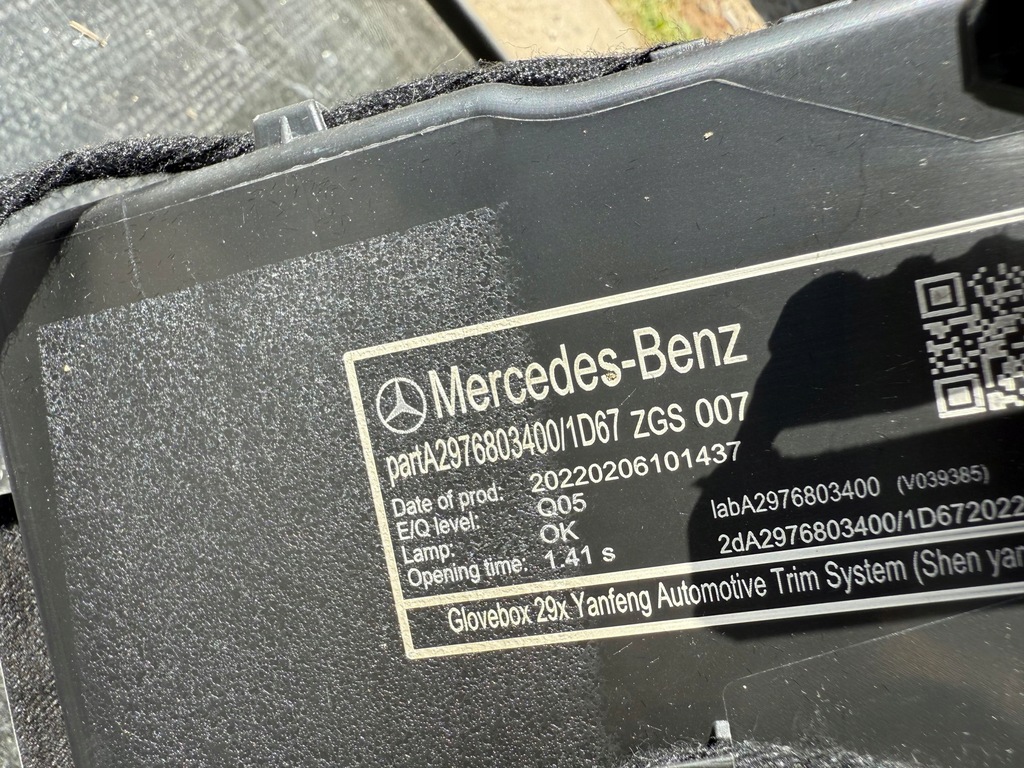 Mercedes-Benz
partA2976803400/1D67 ZGS 007
Date of prod: 20220206101437
E/Q level: Q05
Lamp: OK
Opening time: 1.41 s
labA2976803400 (V039385)
2dA2976803400/1D672022
Glovebox 29x Yanfeng Automotive Trim System (Shen